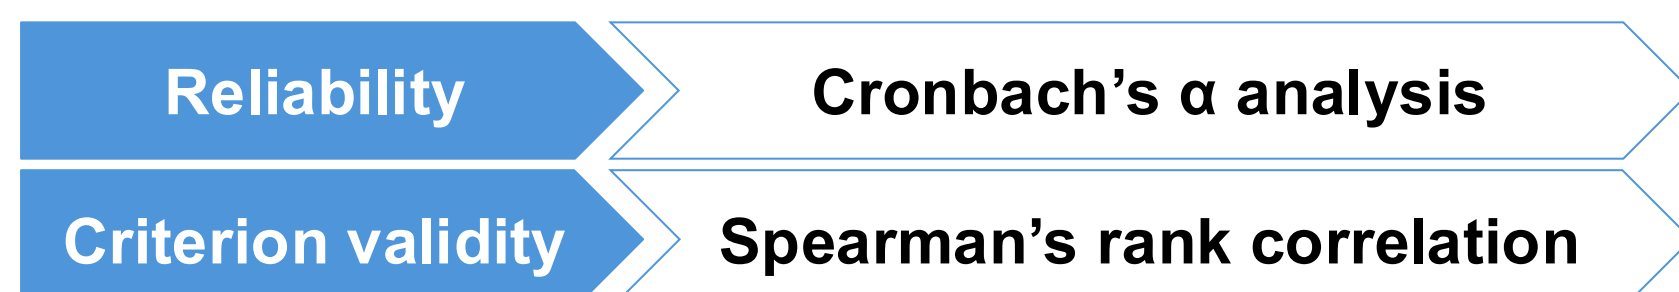 Reliability
Cronbach’s α analysis
Criterion validity
Spearman’s rank correlation